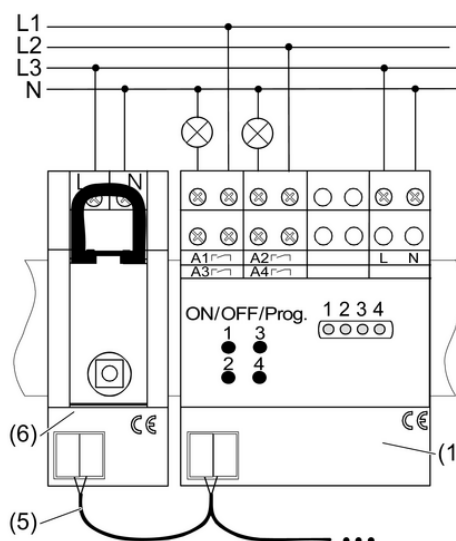 L1
L2
L3
N
L N
A1 A2 L N
A3 A4
ON/OFF/Prog.
1 3
2 4
1 2 3 4
(6)
CE CE
(1
(5)
...